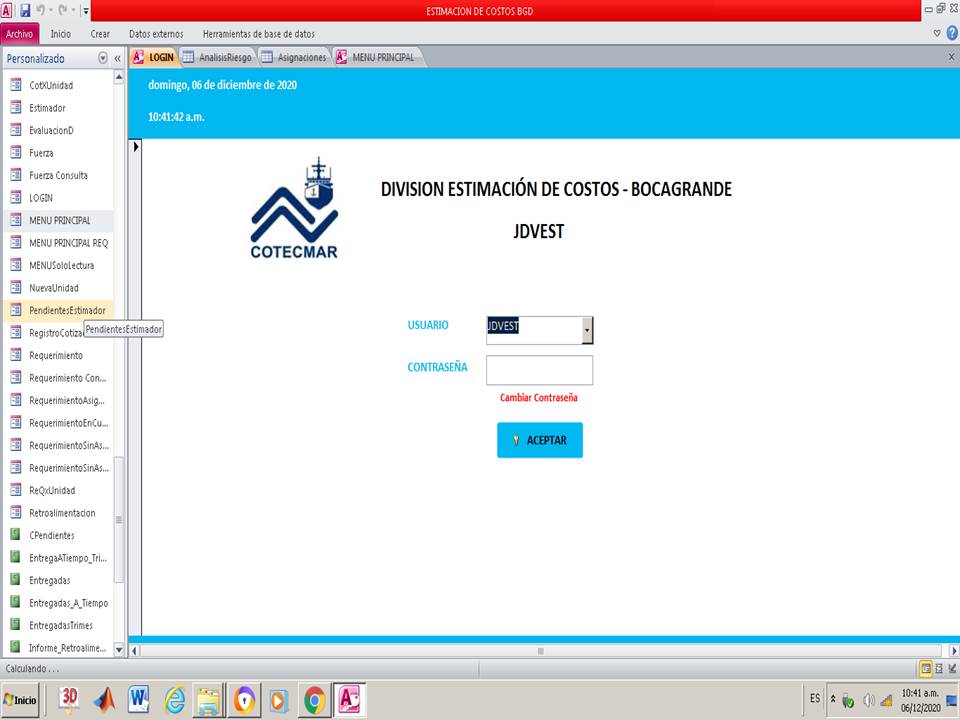 ESTIMACION DE COSTOS BGD
Archivo Inicio Crear Datos externos Herramientas de base de datos
Personalizado
LOGIN AnalisisRiesgo Asignaciones MENU PRINCIPAL
domingo, 06 de diciembre de 2020
10:41:42 a.m.
COTECMAR
DIVISION ESTIMACIÓN DE COSTOS - BOCAGRANDE
JDVEST
USUARIO JDVEST
CONTRASEÑA
Cambiar Contraseña
ACEPTAR
CotXUnidad
Estimador
EvaluacionD
Fuerza
Fuerza Consulta
LOGIN
MENU PRINCIPAL
MENU PRINCIPAL REQ
MENUSoloLectura
NuevaUnidad
PendientesEstimador
RegistroCotiza
PendientesEstimador
Requerimiento
Requerimiento Con...
RequerimientoAsig...
RequerimientoEnCu...
RequerimientoSinAs...
RequerimientoSinAs...
ReQxUnidad
Retroalimentacion
CPendientes
EntregaATiempo_Tri...
Entregadas
Entregadas_A_Tiempo
EntregadasTrimes
Informe_Retroalime...
Calculando . . .
Inicio
3D
ES
10:41 a.m.
06/12/2020